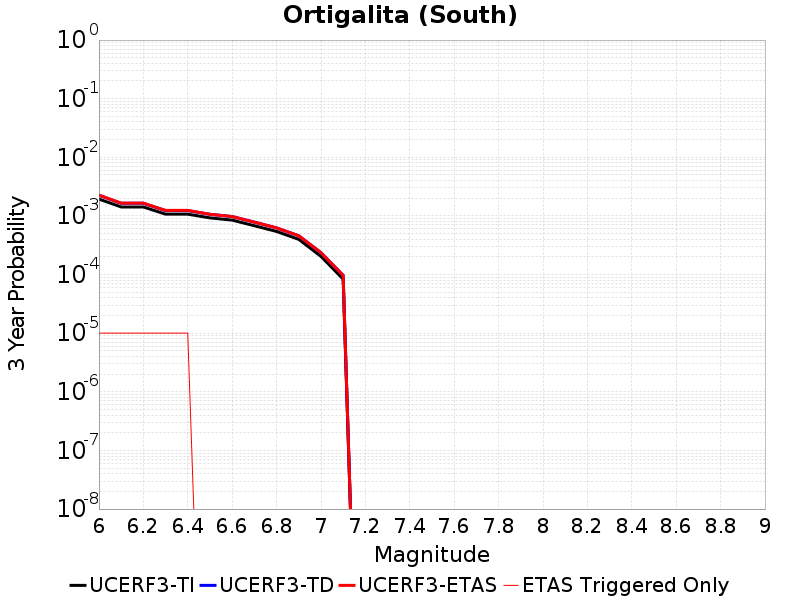 Ortigalita (South)
10^0
10^-1
10^-2
10^-3
10^-4
10^-5
10^-6
10^-7
10^-8
3 Year Probability
6 6.2 6.4 6.6 6.8 7 7.2 7.4 7.6 7.8 8 8.2 8.4 8.6 8.8 9
Magnitude
UCERF3-TI UCERF3-TD UCERF3-ETAS ETAS Triggered Only